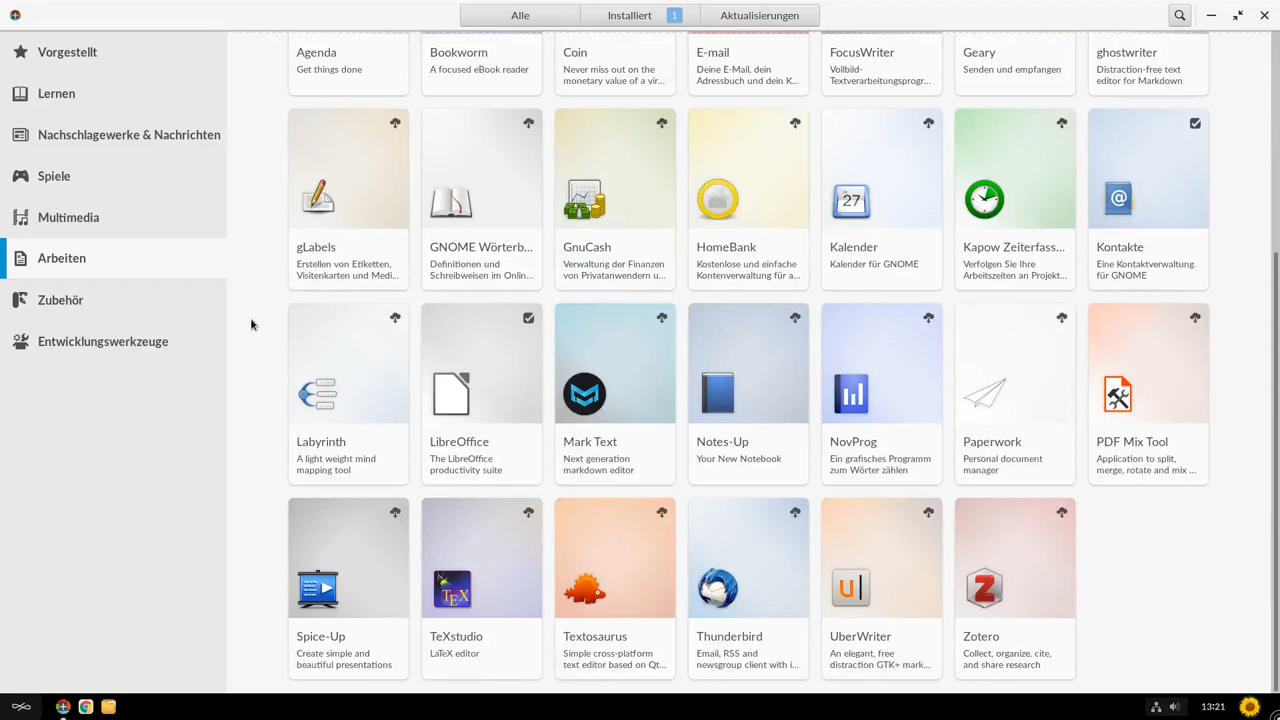 Alle
Installiert
1
Aktualisierungen
Vorgestellt
Lernen
Nachschlagewerke & Nachrichten
Spiele
Multimedia
Arbeiten
Zubehör
Entwicklungswerkzeuge
Agenda
Get things done
Bookworm
A focused eBook reader
Coin
Never miss out on the
monetary value of a vir...
E-mail
Deine E-Mail, dein
Adressbuch und dein K...
FocusWriter
Vollbild-
Textverarbeitungsprogr...
Geary
Senden und empfangen
ghostwriter
Distraction-free text
editor for Markdown
gLabels
Erstellen von Etiketten,
Visitenkarten und Medi...
GNOME Wörterb...
Definitionen und
Schreibweisen im Onlin...
GnuCash
Verwaltung der Finanzen
von Privatanwendern u...
HomeBank
Kostenlose und einfache
Kontenverwaltung für a...
27
Kalender
Kalender für GNOME
Kapow Zeiterfass...
Verfolgen Sie Ihre
Arbeitszeiten an Projekt...
@
Kontakte
Eine Kontaktverwaltung
für GNOME
Labyrinth
A light weight mind
mapping tool
LibreOffice
The LibreOffice
productivity suite
Mark Text
Next generation
markdown editor
Notes-Up
Your New Notebook
NovProg
Ein grafisches Programm
zum Wörter zählen
Paperwork
Personal document
manager
PDF Mix Tool
Application to split,
merge, rotate and mix ...
Spice-Up
Create simple and
beautiful presentations
TEX
TeXstudio
LaTeX editor
Textosaurus
Simple cross-platform
text editor based on Qt...
Thunderbird
Email, RSS and
newsgroup client with i...
U
UberWriter
An elegant, free
distraction GTK+ mark...
Z
Zotero
Collect, organize, cite,
and share research
13:21